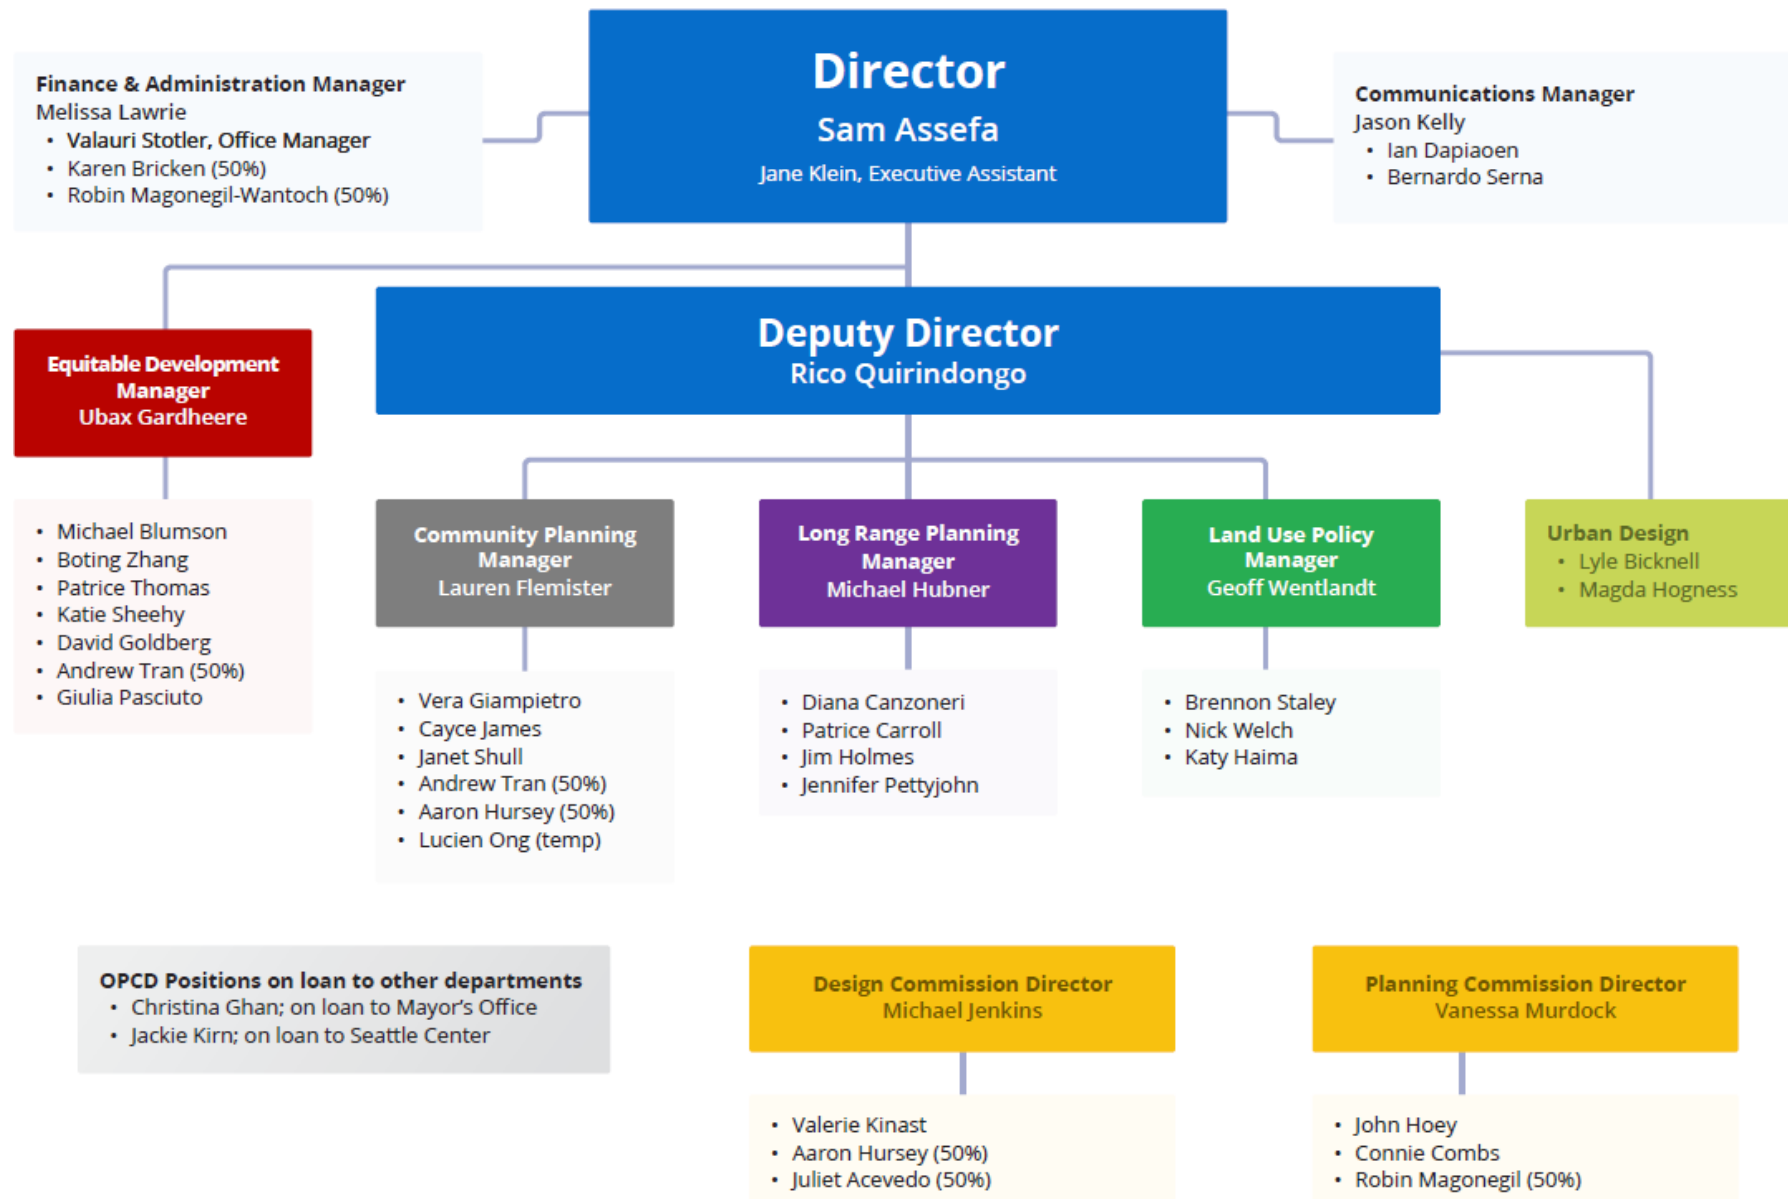 Director
Sam Assefa
Jane Klein, Executive Assistant
Finance & Administration Manager
Melissa Lawrie
• Valauri Stotler, Office Manager
• Karen Bricken (50%)
• Robin Magonegil-Wantoch (50%)
Communications Manager
Jason Kelly
• Ian Dapiaoen
• Bernardo Serna
Deputy Director
Rico Quirindongo
Equitable Development
Manager
Ubax Gardheere
• Michael Blumson
• Boting Zhang
• Patrice Thomas
• Katie Sheehy
• David Goldberg
• Andrew Tran (50%)
• Giulia Pasciuto
Community Planning
Manager
Lauren Flemister
• Vera Giampietro
• Cayce James
• Janet Shull
• Andrew Tran (50%)
• Aaron Hursey (50%)
• Lucien Ong (temp)
Long Range Planning
Manager
Michael Hubner
• Diana Canzoneri
• Patrice Carroll
• Jim Holmes
• Jennifer Pettyjohn
Land Use Policy
Manager
Geoff Wentlandt
• Brennon Staley
• Nick Welch
• Katy Haima
Urban Design
• Lyle Bicknell
• Magda Hogness
OPCD Positions on loan to other departments
• Christina Ghan; on loan to Mayor's Office
• Jackie Kirn; on loan to Seattle Center
Design Commission Director
Michael Jenkins
• Valerie Kinast
• Aaron Hursey (50%)
• Juliet Acevedo (50%)
Planning Commission Director
Vanessa Murdock
• John Hoey
• Connie Combs
• Robin Magonegil (50%)